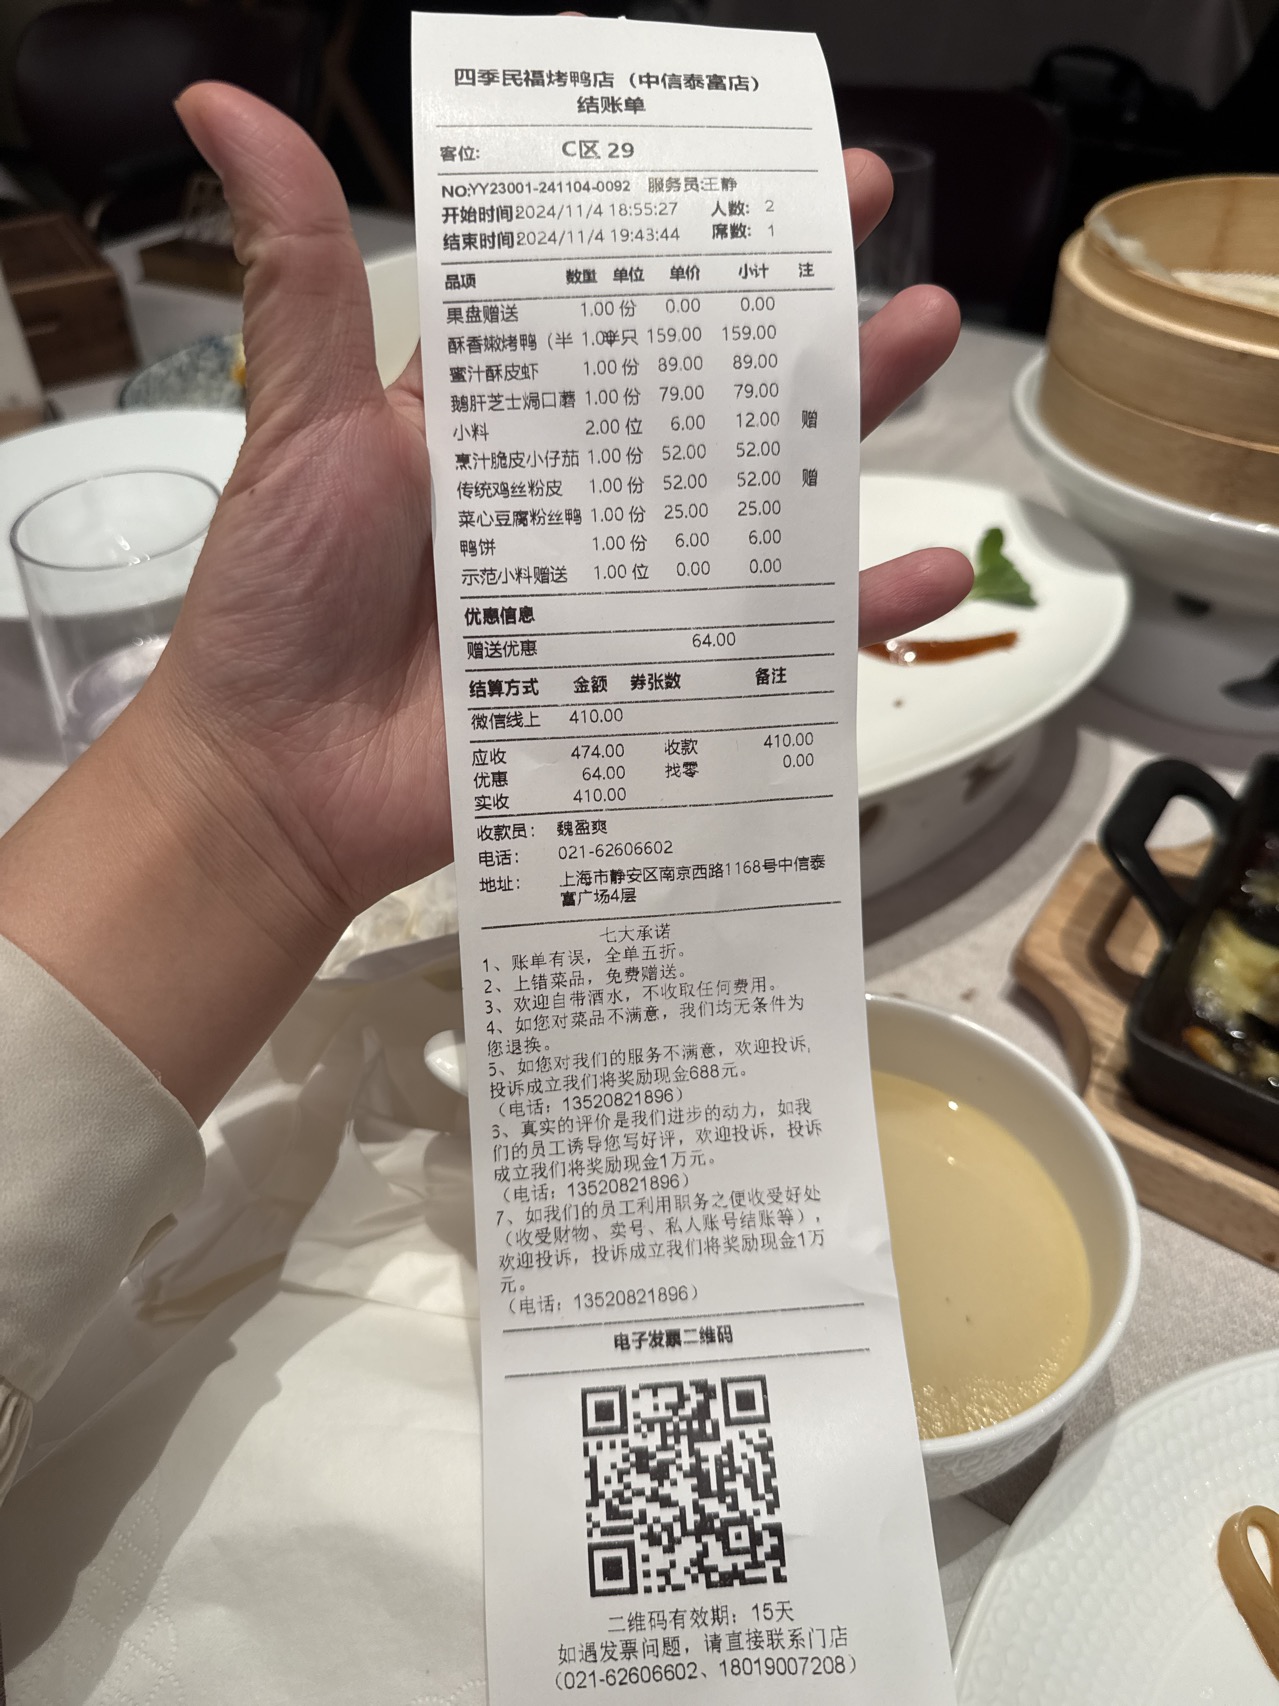 四季民福烤鸭店（中信泰富店）
结账单
客位: C区 29
NO:YY23001-241104-0092 服务员:王静
开始时间2024/11/4 18:55:27 人数: 2
结束时间2024/11/4 19:43:44 席数: 1
品项 数量 单位 单价 小计 注
果盘赠送 1.00 份 0.00 0.00
酥香嫩烤鸭（半 1.0半只 159.00 159.00
蜜汁酥皮虾 1.00 份 89.00 89.00
鹅肝芝士焗口蘑 1.00 份 79.00 79.00
小料 2.00 位 6.00 12.00 赠
烹汁脆皮小仔茄 1.00 份 52.00 52.00
传统鸡丝粉皮 1.00 份 52.00 52.00 赠
菜心豆腐粉丝鸭 1.00 份 25.00 25.00
鸭饼 1.00 份 6.00 6.00
示范小料赠送 1.00 位 0.00 0.00
优惠信息
赠送优惠 64.00
结算方式 金额 券张数 备注
微信线上 410.00
应收 474.00 收款 410.00
优惠 64.00 找零 0.00
实收 410.00
收款员: 魏盈爽
电话: 021-62606602
地址: 上海市静安区南京西路1168号中信泰
富广场4层
七大承诺
1、账单有误，全单五折。
2、上错菜品，免费赠送。
3、欢迎自带酒水，不收取任何费用。
4、如您对菜品不满意，我们均无条件为
您退换。
5、如您对我们的服务不满意，欢迎投诉,
投诉成立我们将奖励现金688元。
（电话：13520821896）
3、真实的评价是我们进步的动力，如我
们的员工诱导您写好评，欢迎投诉，投诉
成立我们将奖励现金1万元。
（电话：13520821896）
7、如我们的员工利用职务之便收受好处
（收受财物、卖号、私人账号结账等），
欢迎投诉，投诉成立我们将奖励现金1万
元。
（电话：13520821896）
电子发票二维码
二维码有效期：15天
如遇发票问题，请直接联系门店
（021-62606602、18019007208）